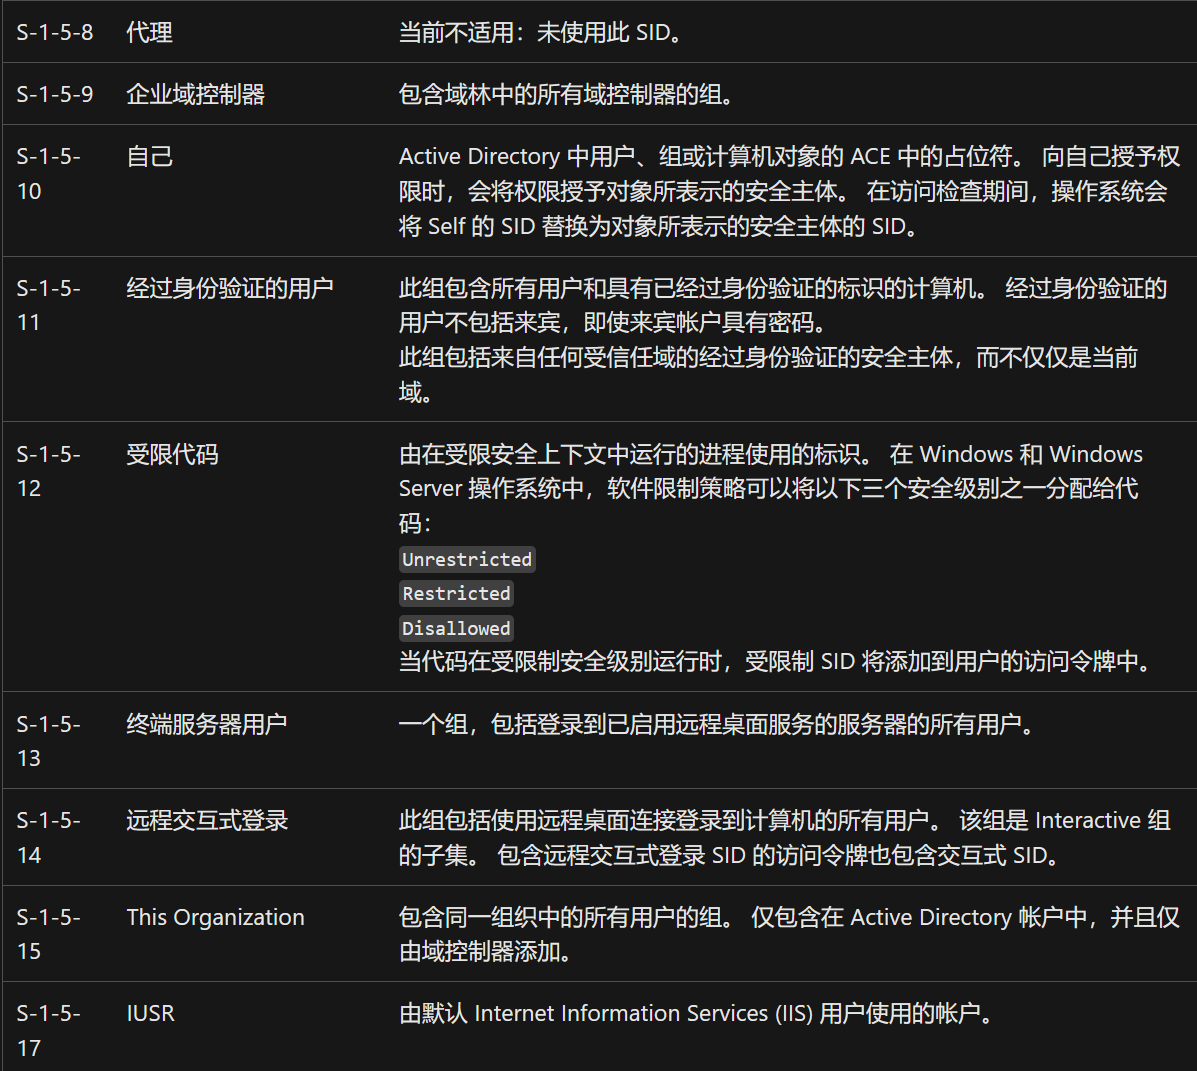 S-1-5-8 代理 当前不适用：未使用此 SID。
S-1-5-9 企业域控制器 包含域林中的所有域控制器的组。
S-1-5-10 自己 Active Directory 中用户、组或计算机对象的 ACE 中的占位符。 向自己授予权
限时，会将权限授予对象所表示的安全主体。 在访问检查期间，操作系统会
将 Self 的 SID 替换为对象所表示的安全主体的 SID。
S-1-5-11 经过身份验证的用户 此组包含所有用户和具有已经过身份验证的标识的计算机。 经过身份验证的
用户不包括来宾，即使来宾帐户具有密码。
此组包括来自任何受信任域的经过身份验证的安全主体，而不仅仅是当前
域。
S-1-5-12 受限代码 由在受限安全上下文中运行的进程使用的标识。 在 Windows 和 Windows
Server 操作系统中，软件限制策略可以将以下三个安全级别之一分配给代
码：
Unrestricted
Restricted
Disallowed
当代码在受限制安全级别运行时，受限制 SID 将添加到用户的访问令牌中。
S-1-5-13 终端服务器用户 一个组，包括登录到已启用远程桌面服务的服务器的所有用户。
S-1-5-14 远程交互式登录 此组包括使用远程桌面连接登录到计算机的所有用户。 该组是 Interactive 组
的子集。 包含远程交互式登录 SID 的访问令牌也包含交互式 SID。
S-1-5-15 This Organization 包含同一组织中的所有用户的组。 仅包含在 Active Directory 帐户中，并且仅
由域控制器添加。
S-1-5-17 IUSR 由默认 Internet Information Services (IIS) 用户使用的帐户。